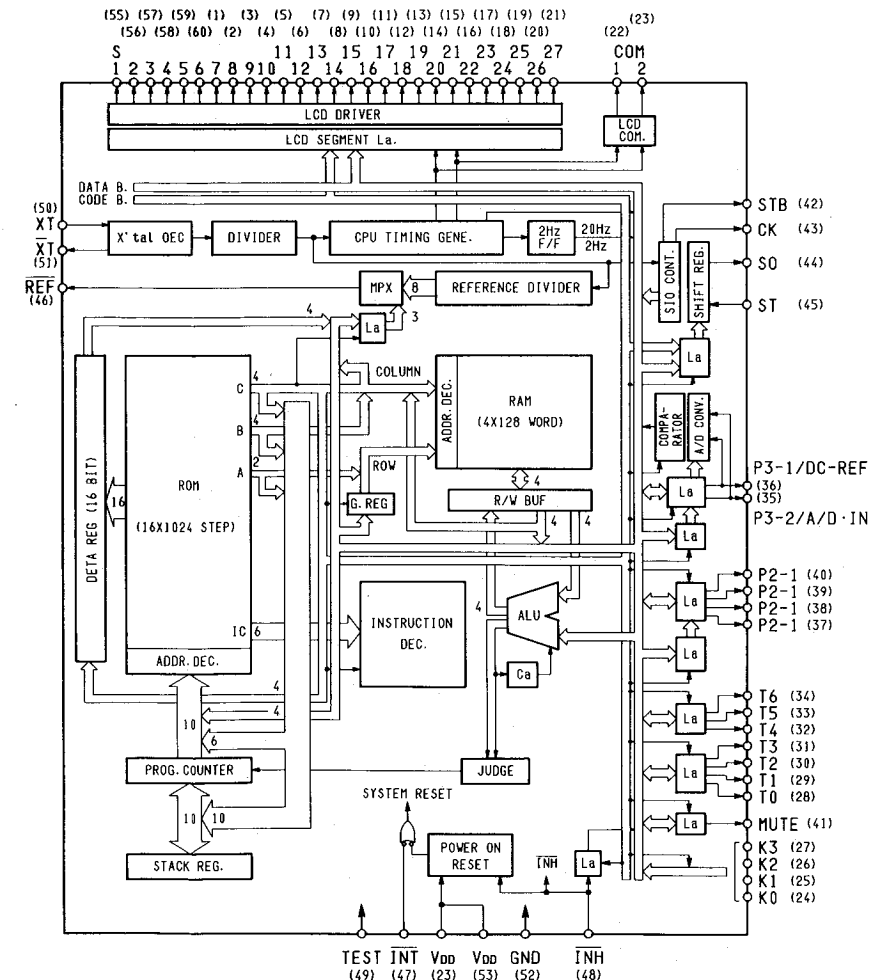 (55) (57) (59) (1) (3) (5) (7) (9) (11) (13) (15) (17) (19) (21) (23)
(56) (58) (60) (2) (4) (6) (8) (10) (12) (14) (16) (18) (20) (22)
S 11 13 15 17 19 21 23 25 27 COM
1 2 3 4 5 6 7 8 9 10 12 14 16 18 20 22 24 26 1 2
LCD DRIVER
LCD SEGMENT La.
LCD COM.
DATA B.
CODE B.
(50)
XT
XT
(51)
X'tal OEC
DIVIDER
CPU TIMING GENE.
2Hz F/F
20Hz
2Hz
STB (42)
CK (43)
SO (44)
ST (45)
SIO CONT.
SHIFT REG.
REF
(46)
MPX
8
REFERENCE DIVIDER
4
La
3
La
DETA REG (16 BIT)
16
ROM
(16X1024 STEP)
C
4
B
4
A
2
IC
6
ADDR. DEC.
COLUMN
ROW
G. REG
ADDR. DEC.
RAM
(4X128 WORD)
4
R/W BUF
4
4
COMPARATOR
A/D CONV.
P3-1/DC-REF
(36)
(35)
P3-2/A/D·IN
La
La
INSTRUCTION
DEC.
4
ALU
Ca
P2-1 (40)
P2-1 (39)
P2-1 (38)
P2-1 (37)
La
La
4
4
10
6
PROG. COUNTER
JUDGE
T6 (34)
T5 (33)
T4 (32)
T3 (31)
T2 (30)
T1 (29)
T0 (28)
La
La
10
10
STACK REG.
SYSTEM RESET
POWER ON
RESET
INH
La
La
MUTE (41)
K3 (27)
K2 (26)
K1 (25)
K0 (24)
TEST INT VDD VDD GND INH
(49) (47) (23) (53) (52) (48)